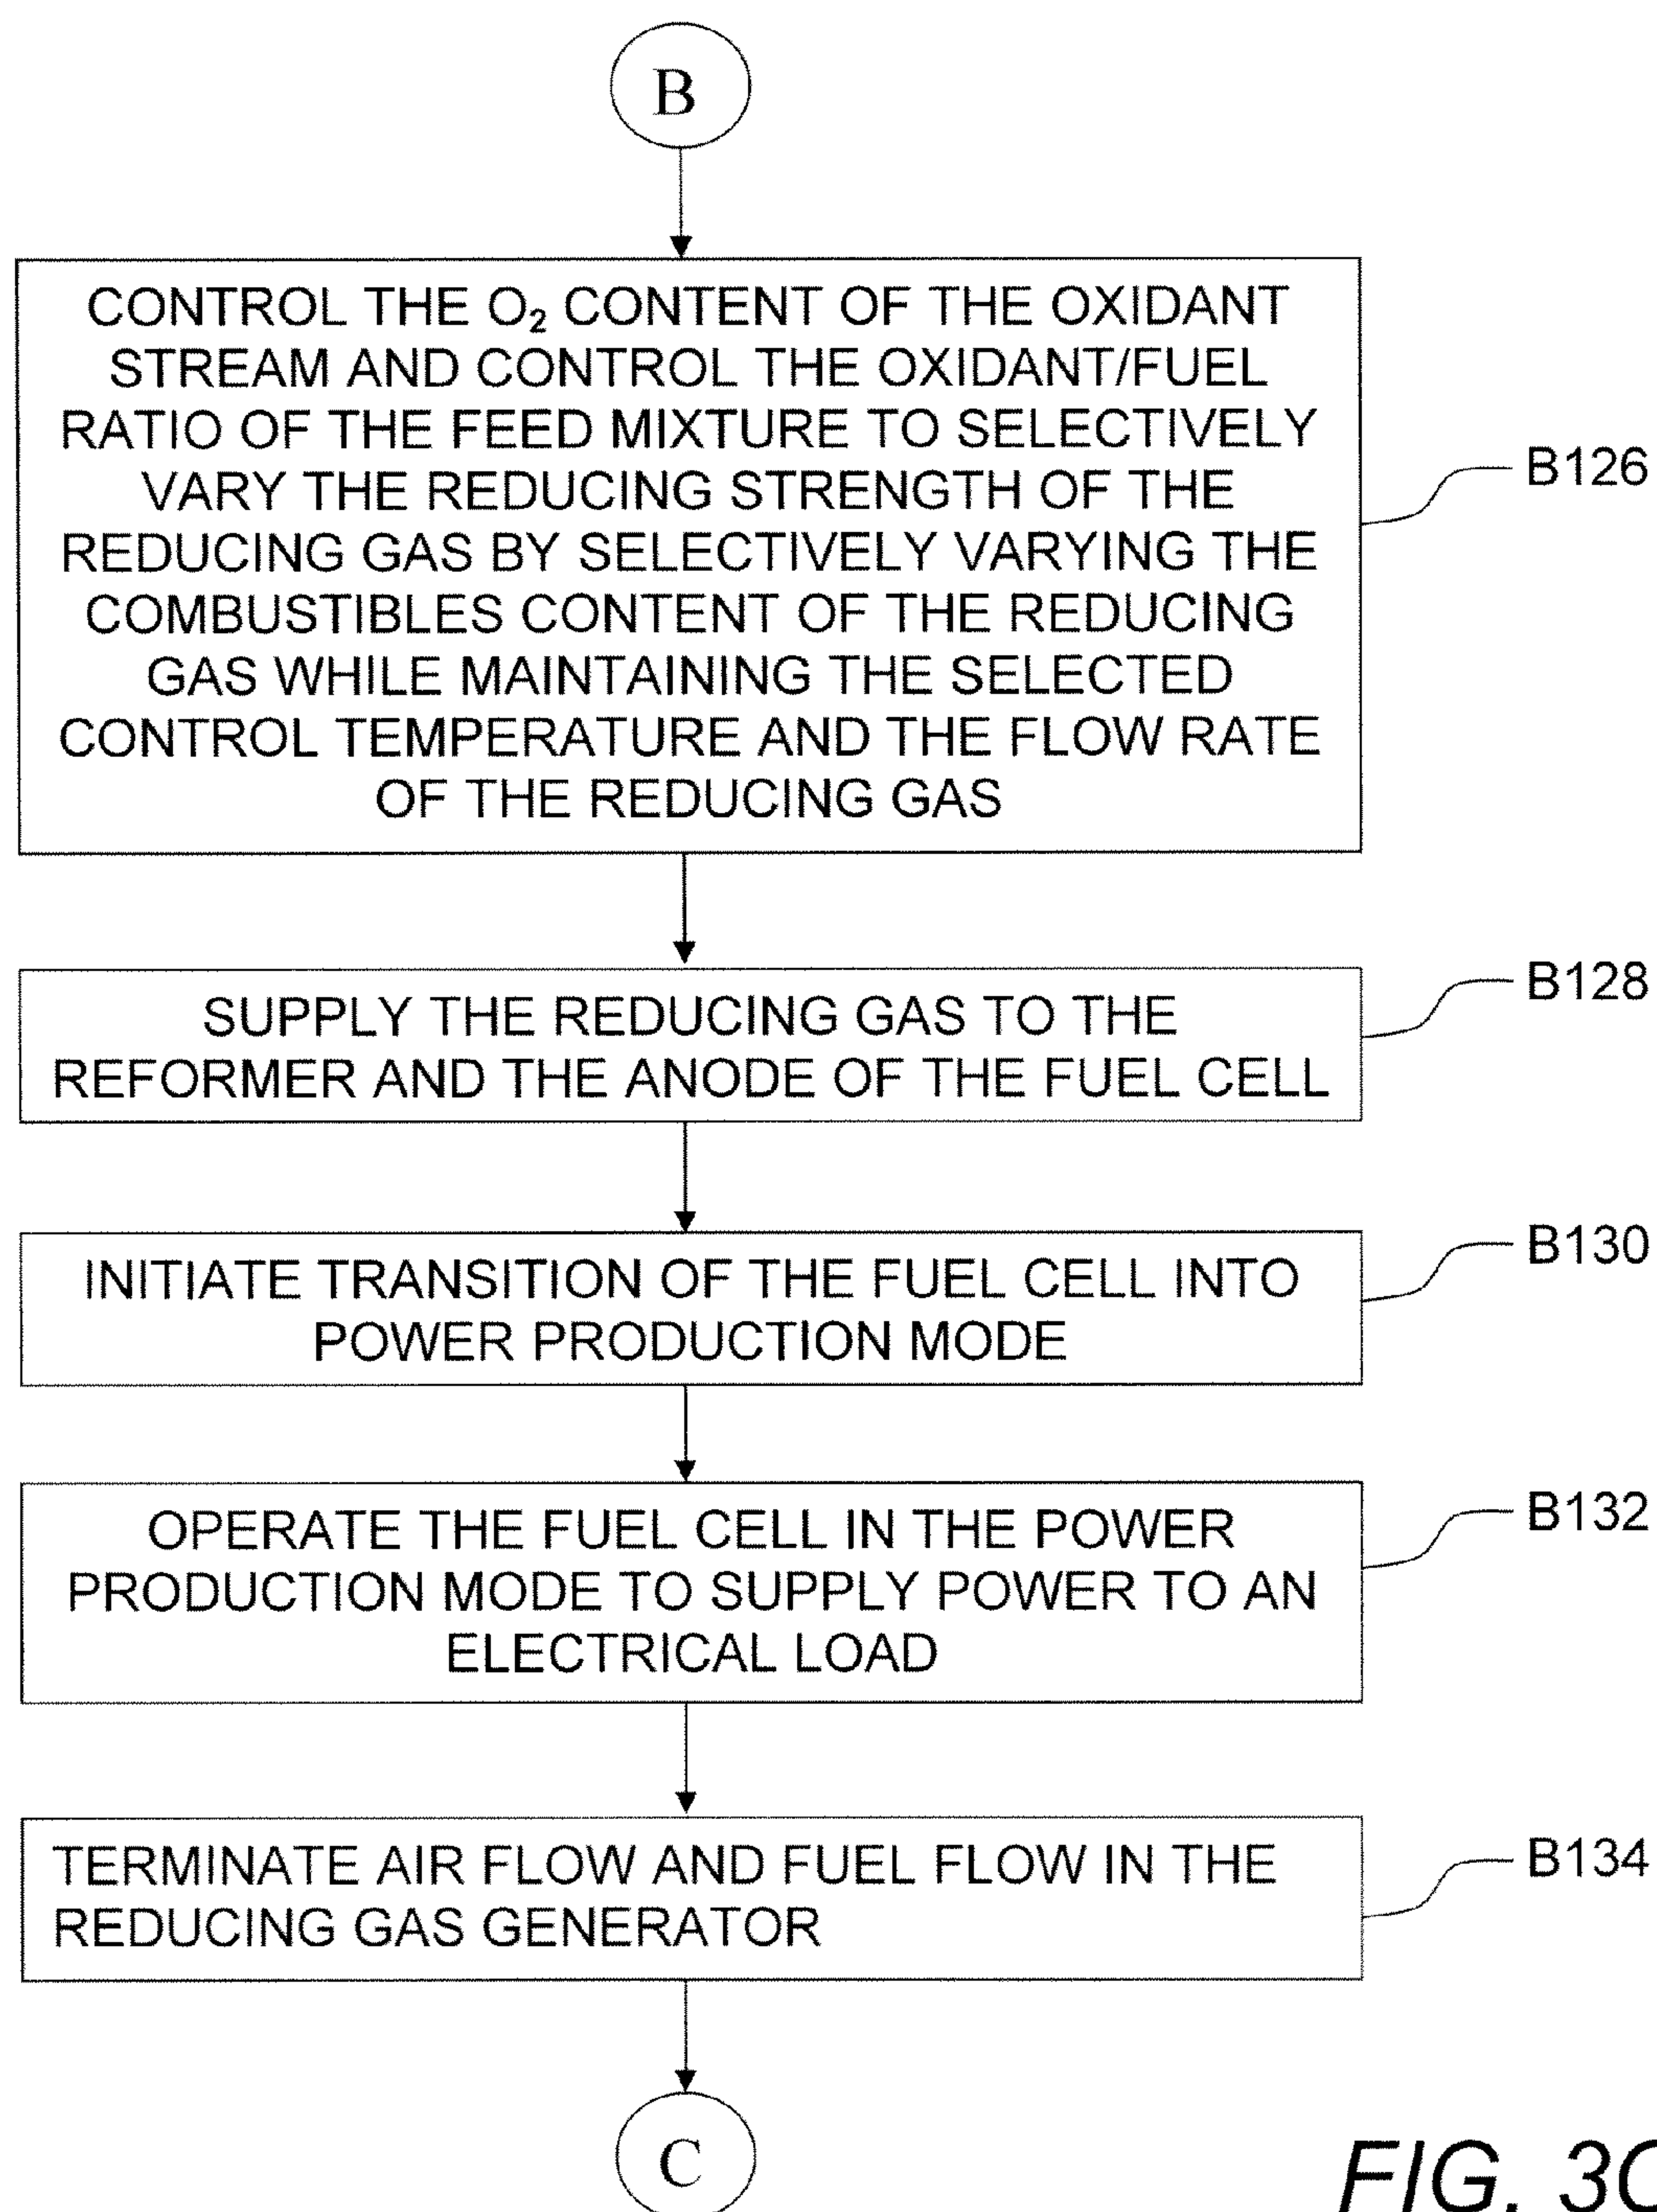 B
CONTROL THE O₂ CONTENT OF THE OXIDANT
STREAM AND CONTROL THE OXIDANT/FUEL
RATIO OF THE FEED MIXTURE TO SELECTIVELY
VARY THE REDUCING STRENGTH OF THE
REDUCING GAS BY SELECTIVELY VARYING THE
COMBUSTIBLES CONTENT OF THE REDUCING
GAS WHILE MAINTAINING THE SELECTED
CONTROL TEMPERATURE AND THE FLOW RATE
OF THE REDUCING GAS
B126
SUPPLY THE REDUCING GAS TO THE
REFORMER AND THE ANODE OF THE FUEL CELL
B128
INITIATE TRANSITION OF THE FUEL CELL INTO
POWER PRODUCTION MODE
B130
OPERATE THE FUEL CELL IN THE POWER
PRODUCTION MODE TO SUPPLY POWER TO AN
ELECTRICAL LOAD
B132
TERMINATE AIR FLOW AND FUEL FLOW IN THE
REDUCING GAS GENERATOR
B134
C
FIG. 3C